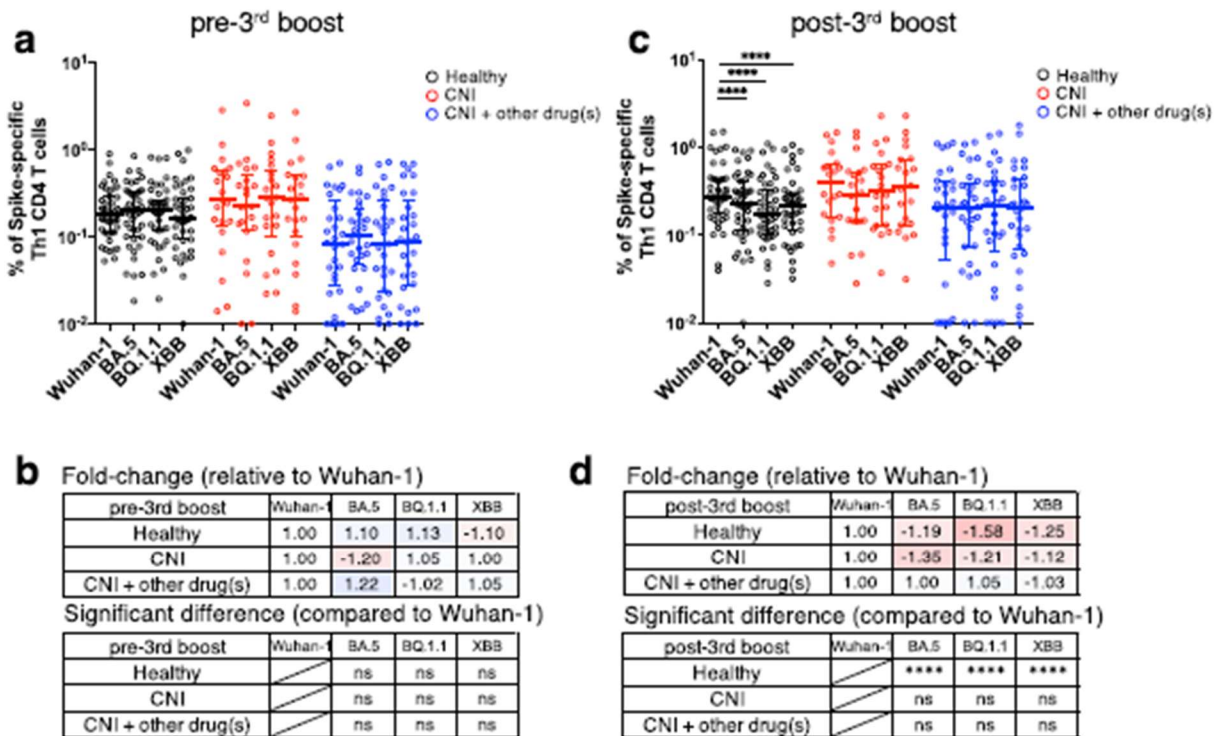 a
pre-3rd boost
% of Spike-specific
Th1 CD4 T cells
10¹
10⁰
10⁻¹
10⁻²
Healthy
CNI
CNI + other drug(s)
Wuhan-1
BA.5
BQ.1.1
XBB
Wuhan-1
BA.5
BQ.1.1
XBB
Wuhan-1
BA.5
BQ.1.1
XBB
c
post-3rd boost
% of Spike-specific
Th1 CD4 T cells
10¹
10⁰
10⁻¹
10⁻²
****
****
****
Healthy
CNI
CNI + other drug(s)
Wuhan-1
BA.5
BQ.1.1
XBB
Wuhan-1
BA.5
BQ.1.1
XBB
Wuhan-1
BA.5
BQ.1.1
XBB
b
Fold-change (relative to Wuhan-1)
pre-3rd boost Wuhan-1 BA.5 BQ.1.1 XBB
Healthy 1.00 1.10 1.13 -1.10
CNI 1.00 -1.20 1.05 1.00
CNI + other drug(s) 1.00 1.22 -1.02 1.05
Significant difference (compared to Wuhan-1)
pre-3rd boost Wuhan-1 BA.5 BQ.1.1 XBB
Healthy ns ns ns
CNI ns ns ns
CNI + other drug(s) ns ns ns
d
Fold-change (relative to Wuhan-1)
post-3rd boost Wuhan-1 BA.5 BQ.1.1 XBB
Healthy 1.00 -1.19 -1.58 -1.25
CNI 1.00 -1.35 -1.21 -1.12
CNI + other drug(s) 1.00 1.00 1.05 -1.03
Significant difference (compared to Wuhan-1)
post-3rd boost Wuhan-1 BA.5 BQ.1.1 XBB
Healthy **** **** ****
CNI ns ns ns
CNI + other drug(s) ns ns ns